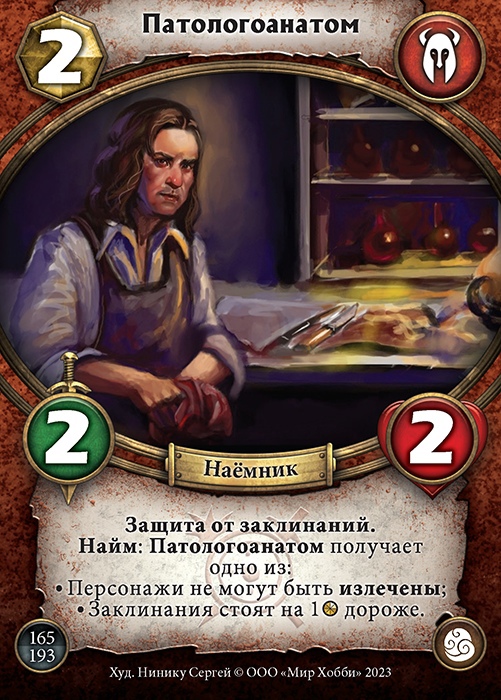 Патологоанатом
2
2
2
Наёмник
Защита от заклинаний.
Найм: Патологоанатом получает
одно из:
• Персонажи не могут быть излечены;
• Заклинания стоят на 1 дороже.
165
193
Худ. Нинику Сергей © ООО «Мир Хобби» 2023